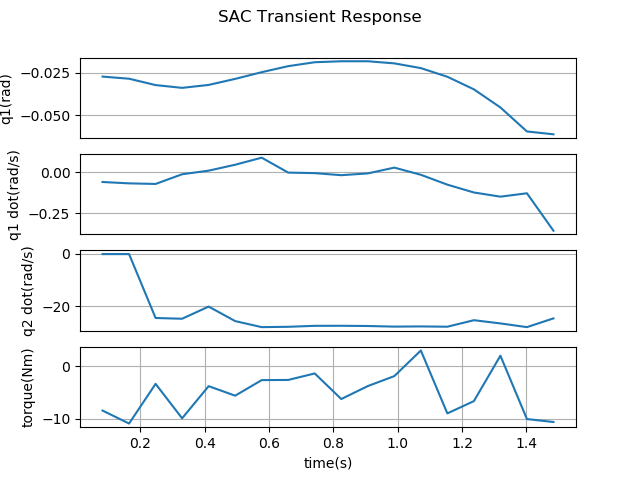 SAC Transient Response
q1(rad)
−0.025
−0.050
q1 dot(rad/s)
0.00
−0.25
q2 dot(rad/s)
0
−20
torque(Nm)
0
−10
0.2 0.4 0.6 0.8 1.0 1.2 1.4
time(s)